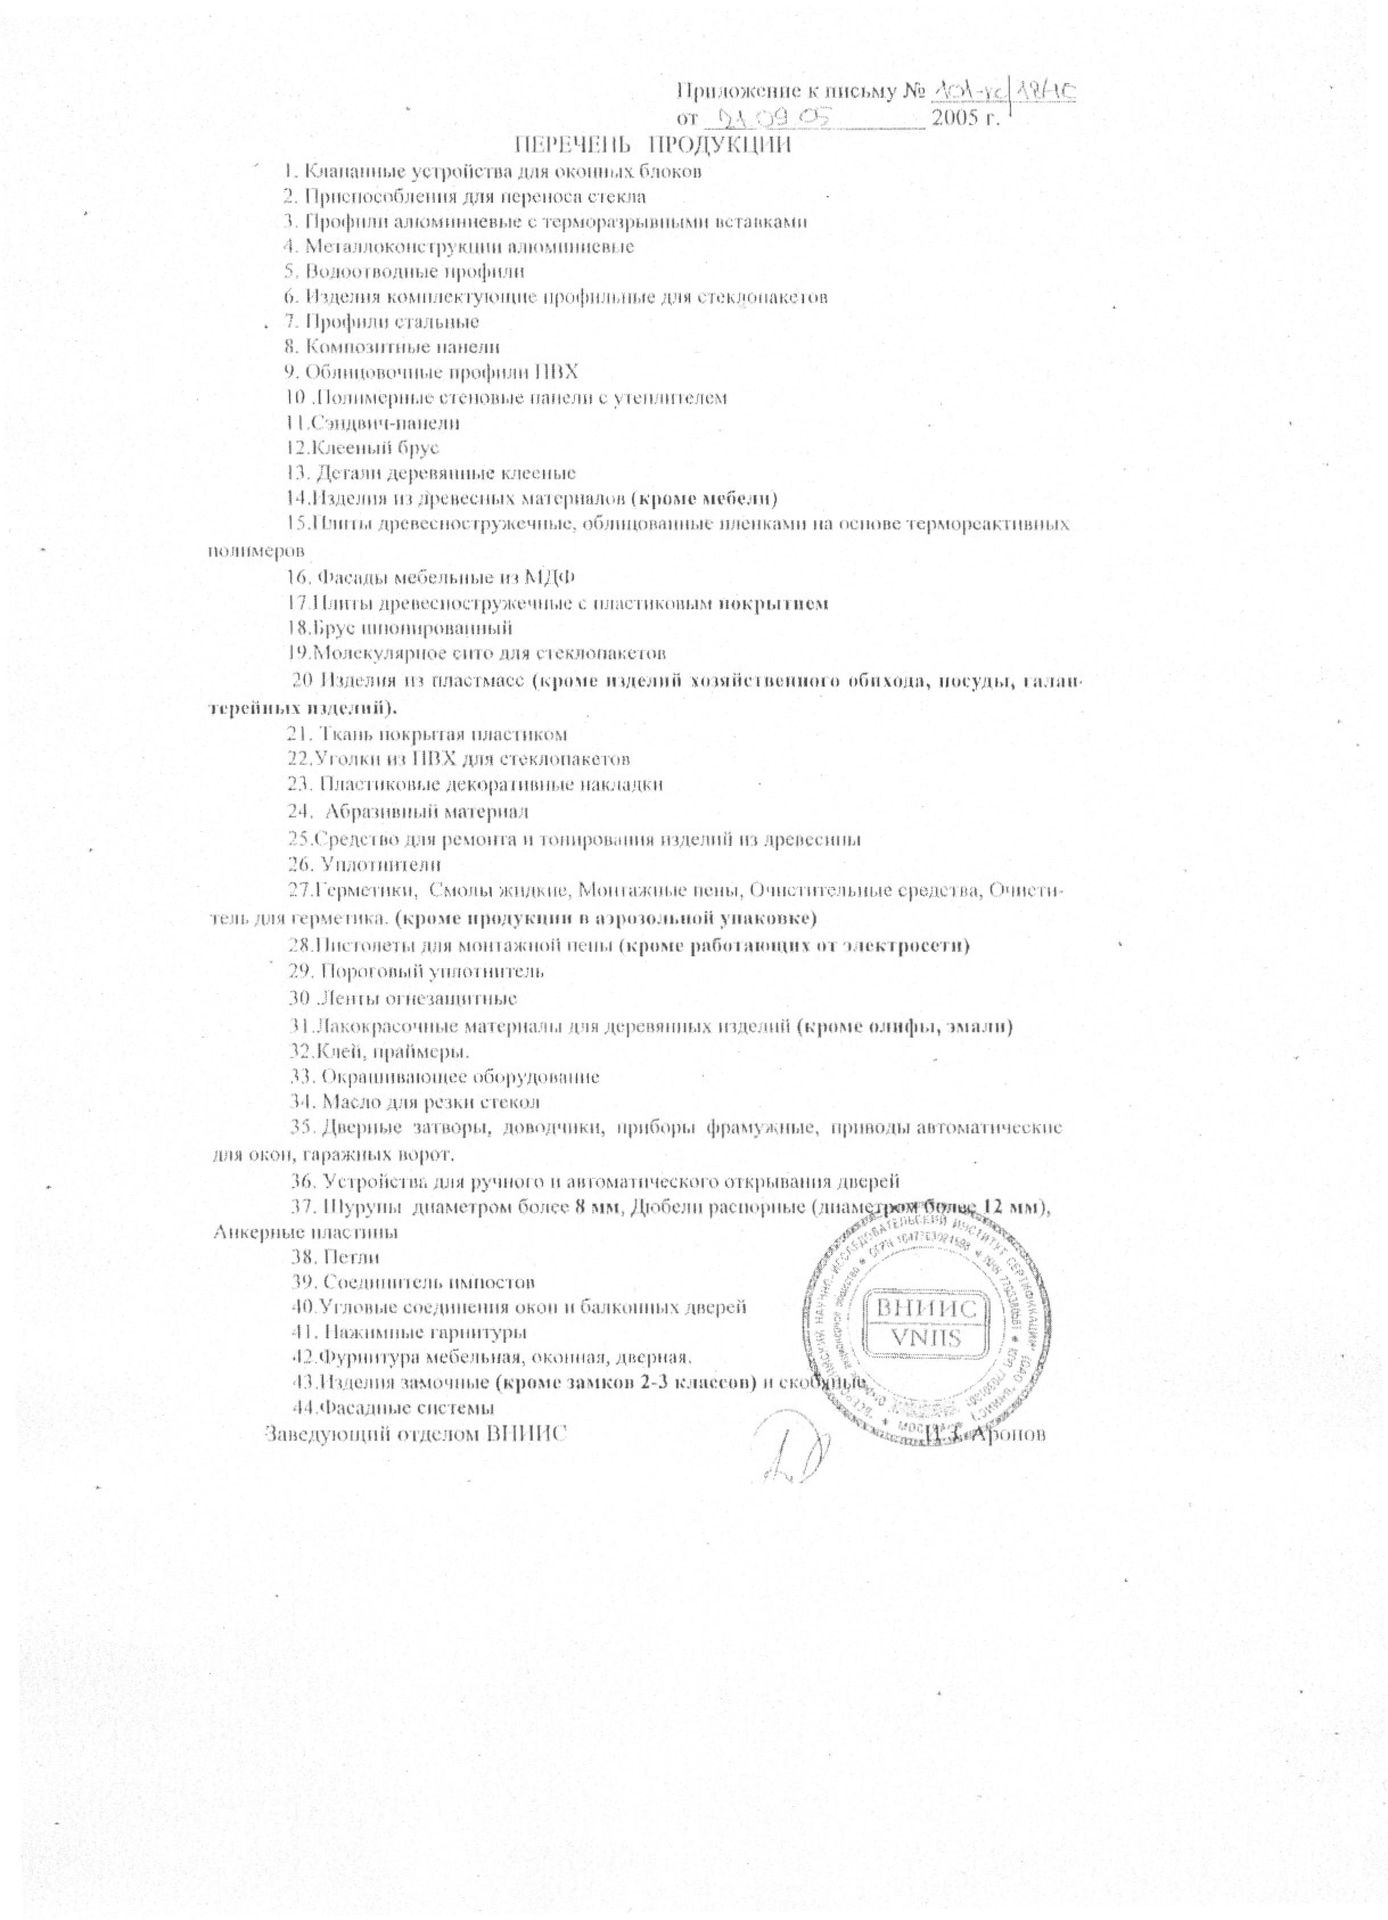 Приложение к письму № 101-КС/1840
от 01.09.05 2005 г.
ПЕРЕЧЕНЬ ПРОДУКЦИИ
1. Клапанные устройства для оконных блоков
2. Приспособления для переноса стекла
3. Профили алюминиевые с терморазрывными вставками
4. Металлоконструкции алюминиевые
5. Водоотводные профили
6. Изделия комплектующие профильные для стеклопакетов
7. Профили стальные
8. Композитные панели
9. Облицовочные профили ПВХ
10 .Полимерные стеновые панели с утеплителем
11.Сэндвич-панели
12.Клееный брус
13. Детали деревянные клееные
14.Изделия из древесных материалов (кроме мебели)
15.Плиты древесностружечные, облицованные пленками на основе термореактивных
полимеров
16. Фасады мебельные из МДФ
17.Плиты древесностружечные с пластиковым покрытием
18.Брус шпонированный
19.Молекулярное сито для стеклопакетов
20 Изделия из пластмасс (кроме изделий хозяйственного обихода, посуды, галан-
терейных изделий).
21. Ткань покрытая пластиком
22.Уголки из ПВХ для стеклопакетов
23. Пластиковые декоративные накладки
24. Абразивный материал
25.Средство для ремонта и тонирования изделий из древесины
26. Уплотнители
27.Герметики, Смолы жидкие, Монтажные пены, Очистительные средства, Очисти-
тель для герметика. (кроме продукции в аэрозольной упаковке)
28.Пистолеты для монтажной пены (кроме работающих от электросети)
29. Пороговый уплотнитель
30 .Ленты огнезащитные
31.Лакокрасочные материалы для деревянных изделий (кроме олифы, эмали)
32.Клей, праймеры.
33. Окрашивающее оборудование
34. Масло для резки стекол
35. Дверные затворы, доводчики, приборы фрамужные, приводы автоматические
для окон, гаражных ворот.
36. Устройства для ручного и автоматического открывания дверей
37. Шурупы диаметром более 8 мм, Дюбели распорные (диаметром более 12 мм),
Анкерные пластины
38. Петли
39. Соединитель импостов
40.Угловые соединения окон и балконных дверей
41. Нажимные гарнитуры
42.Фурнитура мебельная, оконная, дверная.
43.Изделия замочные (кроме замков 2-3 классов) и скобяные
44.Фасадные системы
Заведующий отделом ВНИИС И.З. Аронов
ВНИИС
VNIIS